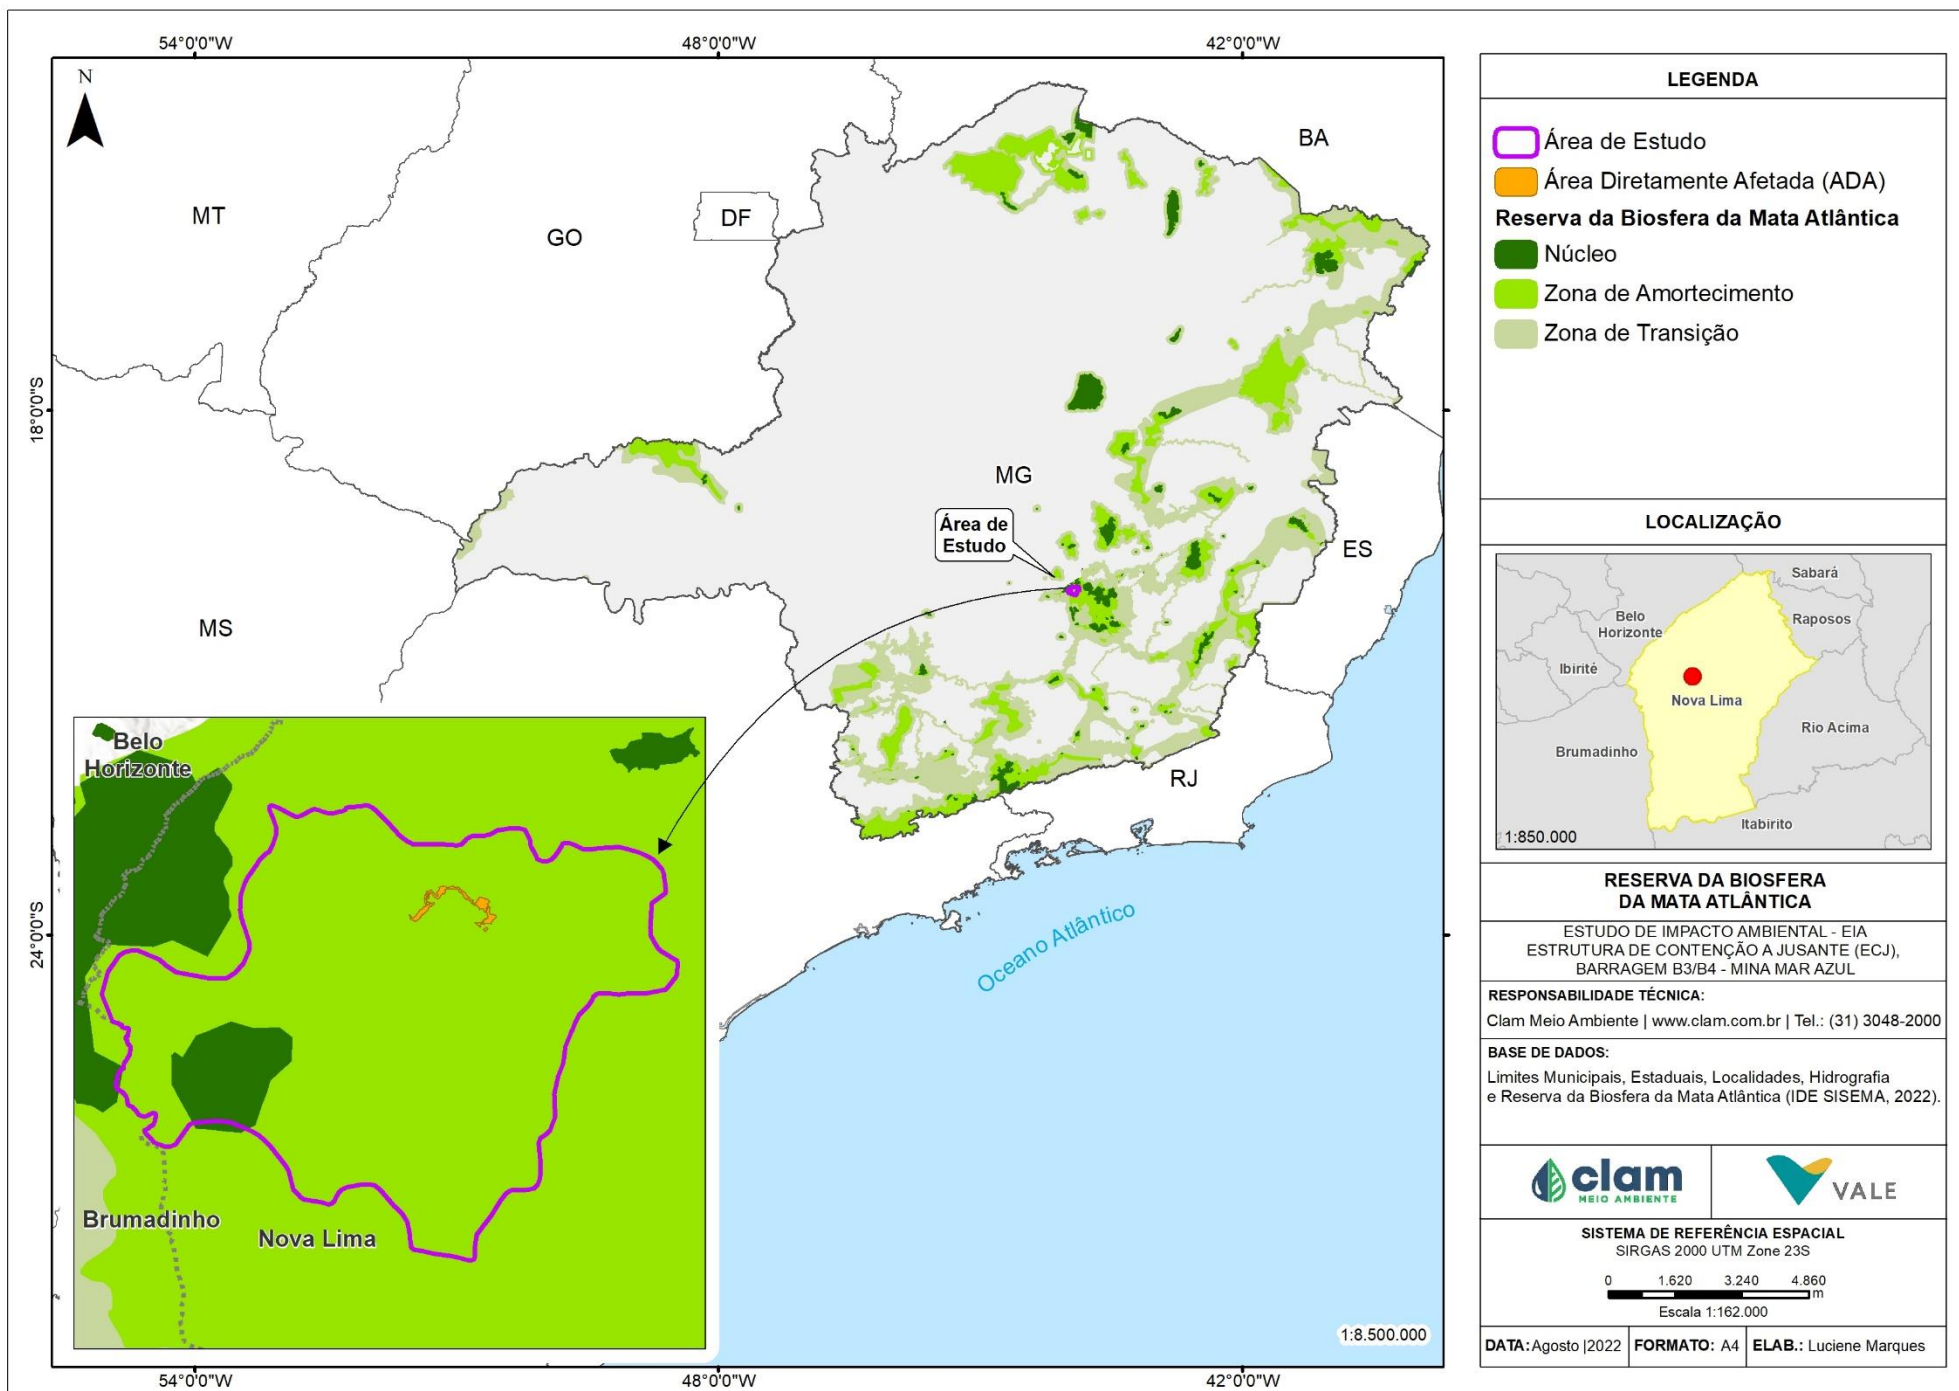 54°0'0"W
48°0'0"W
42°0'0"W
N
MT
GO
DF
BA
18°0'0"S
MG
Área de
Estudo
ES
MS
RJ
24°0'0"S
Oceano Atlântico
Belo
Horizonte
Brumadinho
Nova Lima
1:8.500.000
54°0'0"W
48°0'0"W
42°0'0"W
LEGENDA
Área de Estudo
Área Diretamente Afetada (ADA)
Reserva da Biosfera da Mata Atlântica
Núcleo
Zona de Amortecimento
Zona de Transição
LOCALIZAÇÃO
Sabará
Belo
Horizonte
Raposos
Ibirité
Nova Lima
Rio Acima
Brumadinho
Itabirito
1:850.000
RESERVA DA BIOSFERA
DA MATA ATLÂNTICA
ESTUDO DE IMPACTO AMBIENTAL - EIA
ESTRUTURA DE CONTENÇÃO A JUSANTE (ECJ),
BARRAGEM B3/B4 - MINA MAR AZUL
RESPONSABILIDADE TÉCNICA:
Clam Meio Ambiente | www.clam.com.br | Tel.: (31) 3048-2000
BASE DE DADOS:
Limites Municipais, Estaduais, Localidades, Hidrografia
e Reserva da Biosfera da Mata Atlântica (IDE SISEMA, 2022).
clam
MEIO AMBIENTE
VALE
SISTEMA DE REFERÊNCIA ESPACIAL
SIRGAS 2000 UTM Zone 23S
0 1.620 3.240 4.860
m
Escala 1:162.000
DATA: Agosto |2022 FORMATO: A4 ELAB.: Luciene Marques